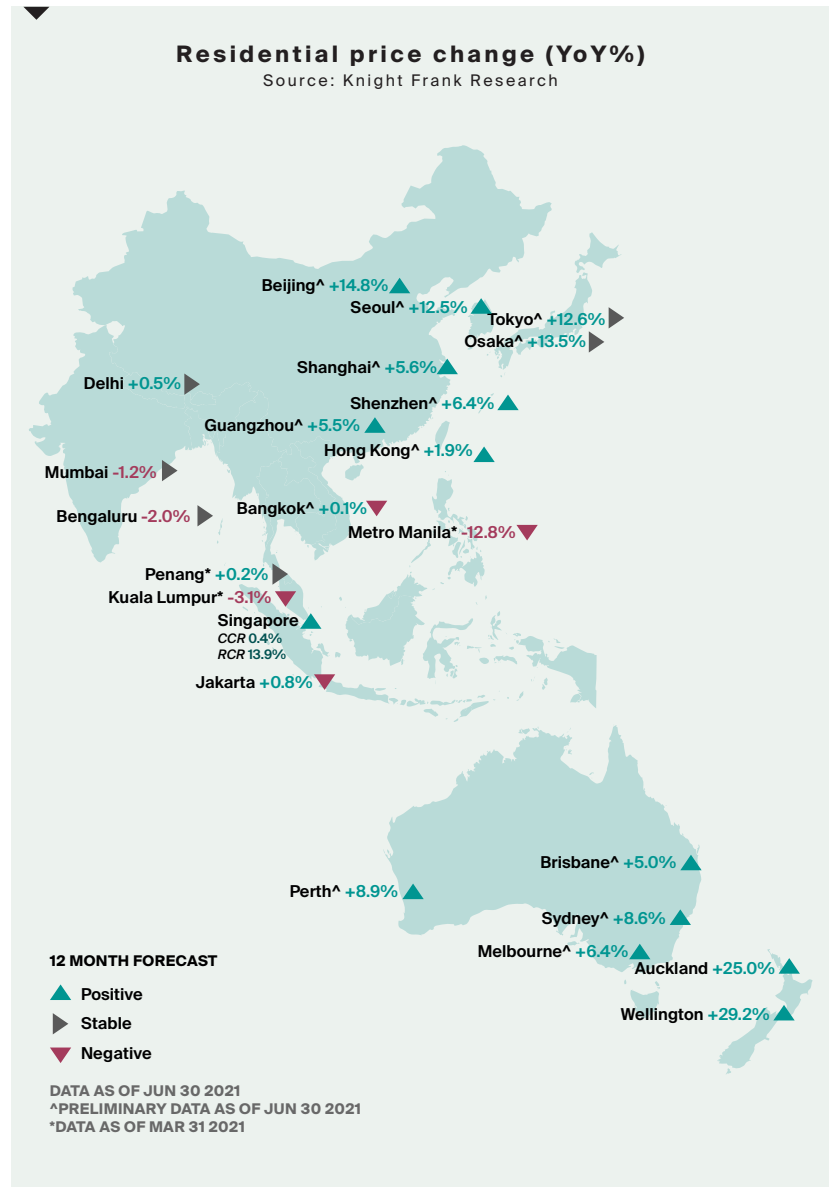 Residential price change (YoY%)
Source: Knight Frank Research
Beijing^ +14.8%
Seoul^ +12.5%
Tokyo^ +12.6%
Osaka^ +13.5%
Shanghai^ +5.6%
Delhi +0.5%
Shenzhen^ +6.4%
Guangzhou^ +5.5%
Hong Kong^ +1.9%
Mumbai -1.2%
Bengaluru -2.0%
Bangkok^ +0.1%
Metro Manila* -12.8%
Penang* +0.2%
Kuala Lumpur* -3.1%
Singapore
CCR 0.4%
RCR 13.9%
Jakarta +0.8%
Brisbane^ +5.0%
Perth^ +8.9%
Sydney^ +8.6%
Melbourne^ +6.4%
Auckland +25.0%
Wellington +29.2%
12 MONTH FORECAST
Positive
Stable
Negative
DATA AS OF JUN 30 2021
^PRELIMINARY DATA AS OF JUN 30 2021
*DATA AS OF MAR 31 2021